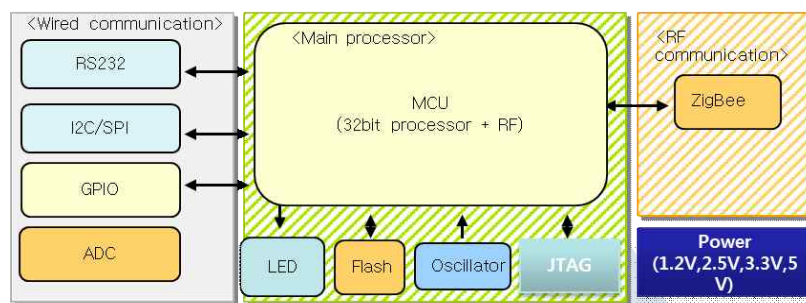 <Wired communication>
RS232
I2C/SPI
GPIO
ADC
<Main processor>
MCU
(32bit processor + RF)
LED
Flash
Oscillator
JTAG
<RF
communication>
ZigBee
Power
(1.2V,2.5V,3.3V,5
V)